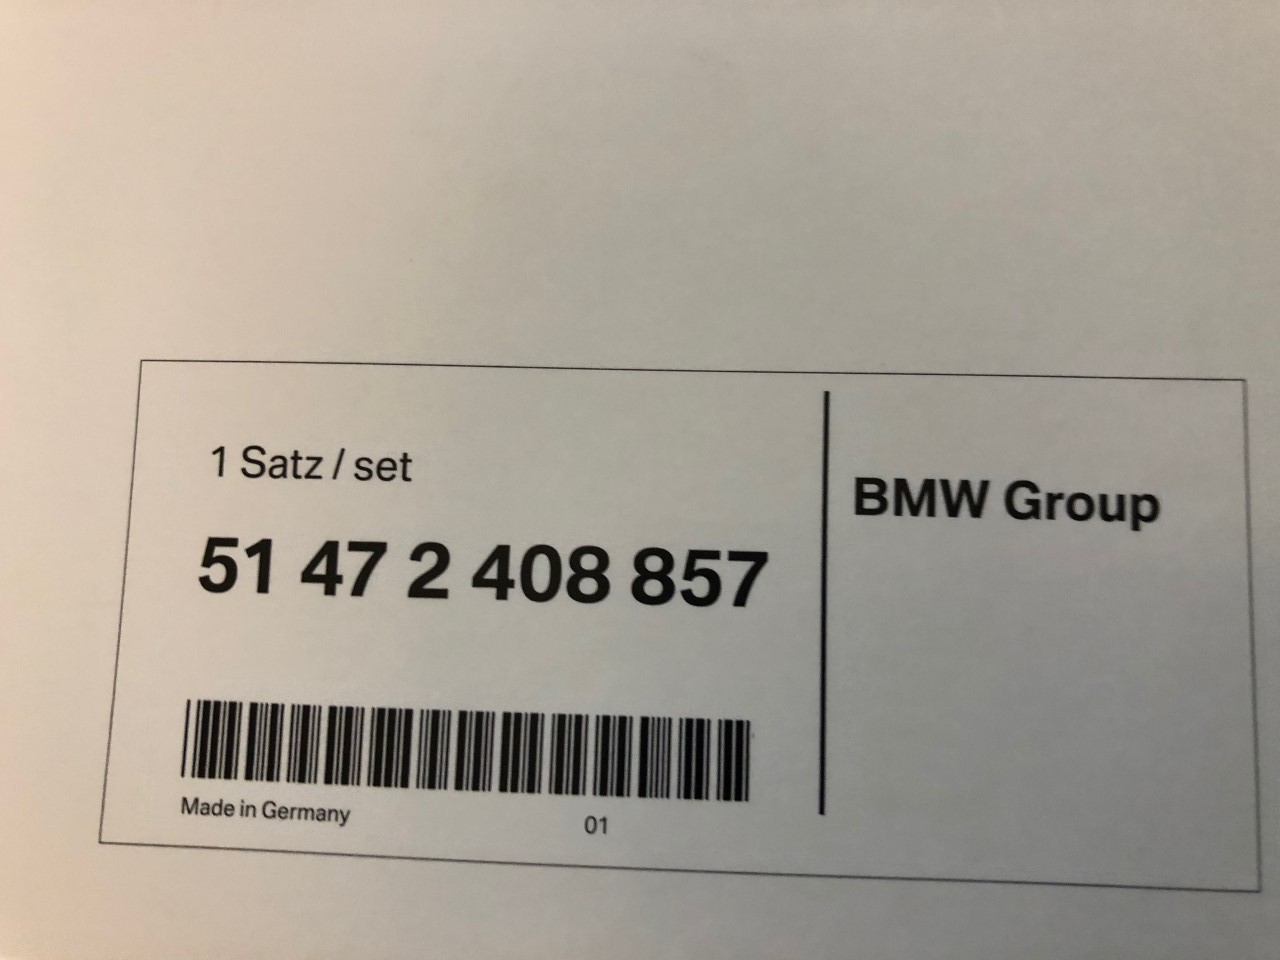 1 Satz / set
51 47 2 408 857
Made in Germany
01
BMW Group